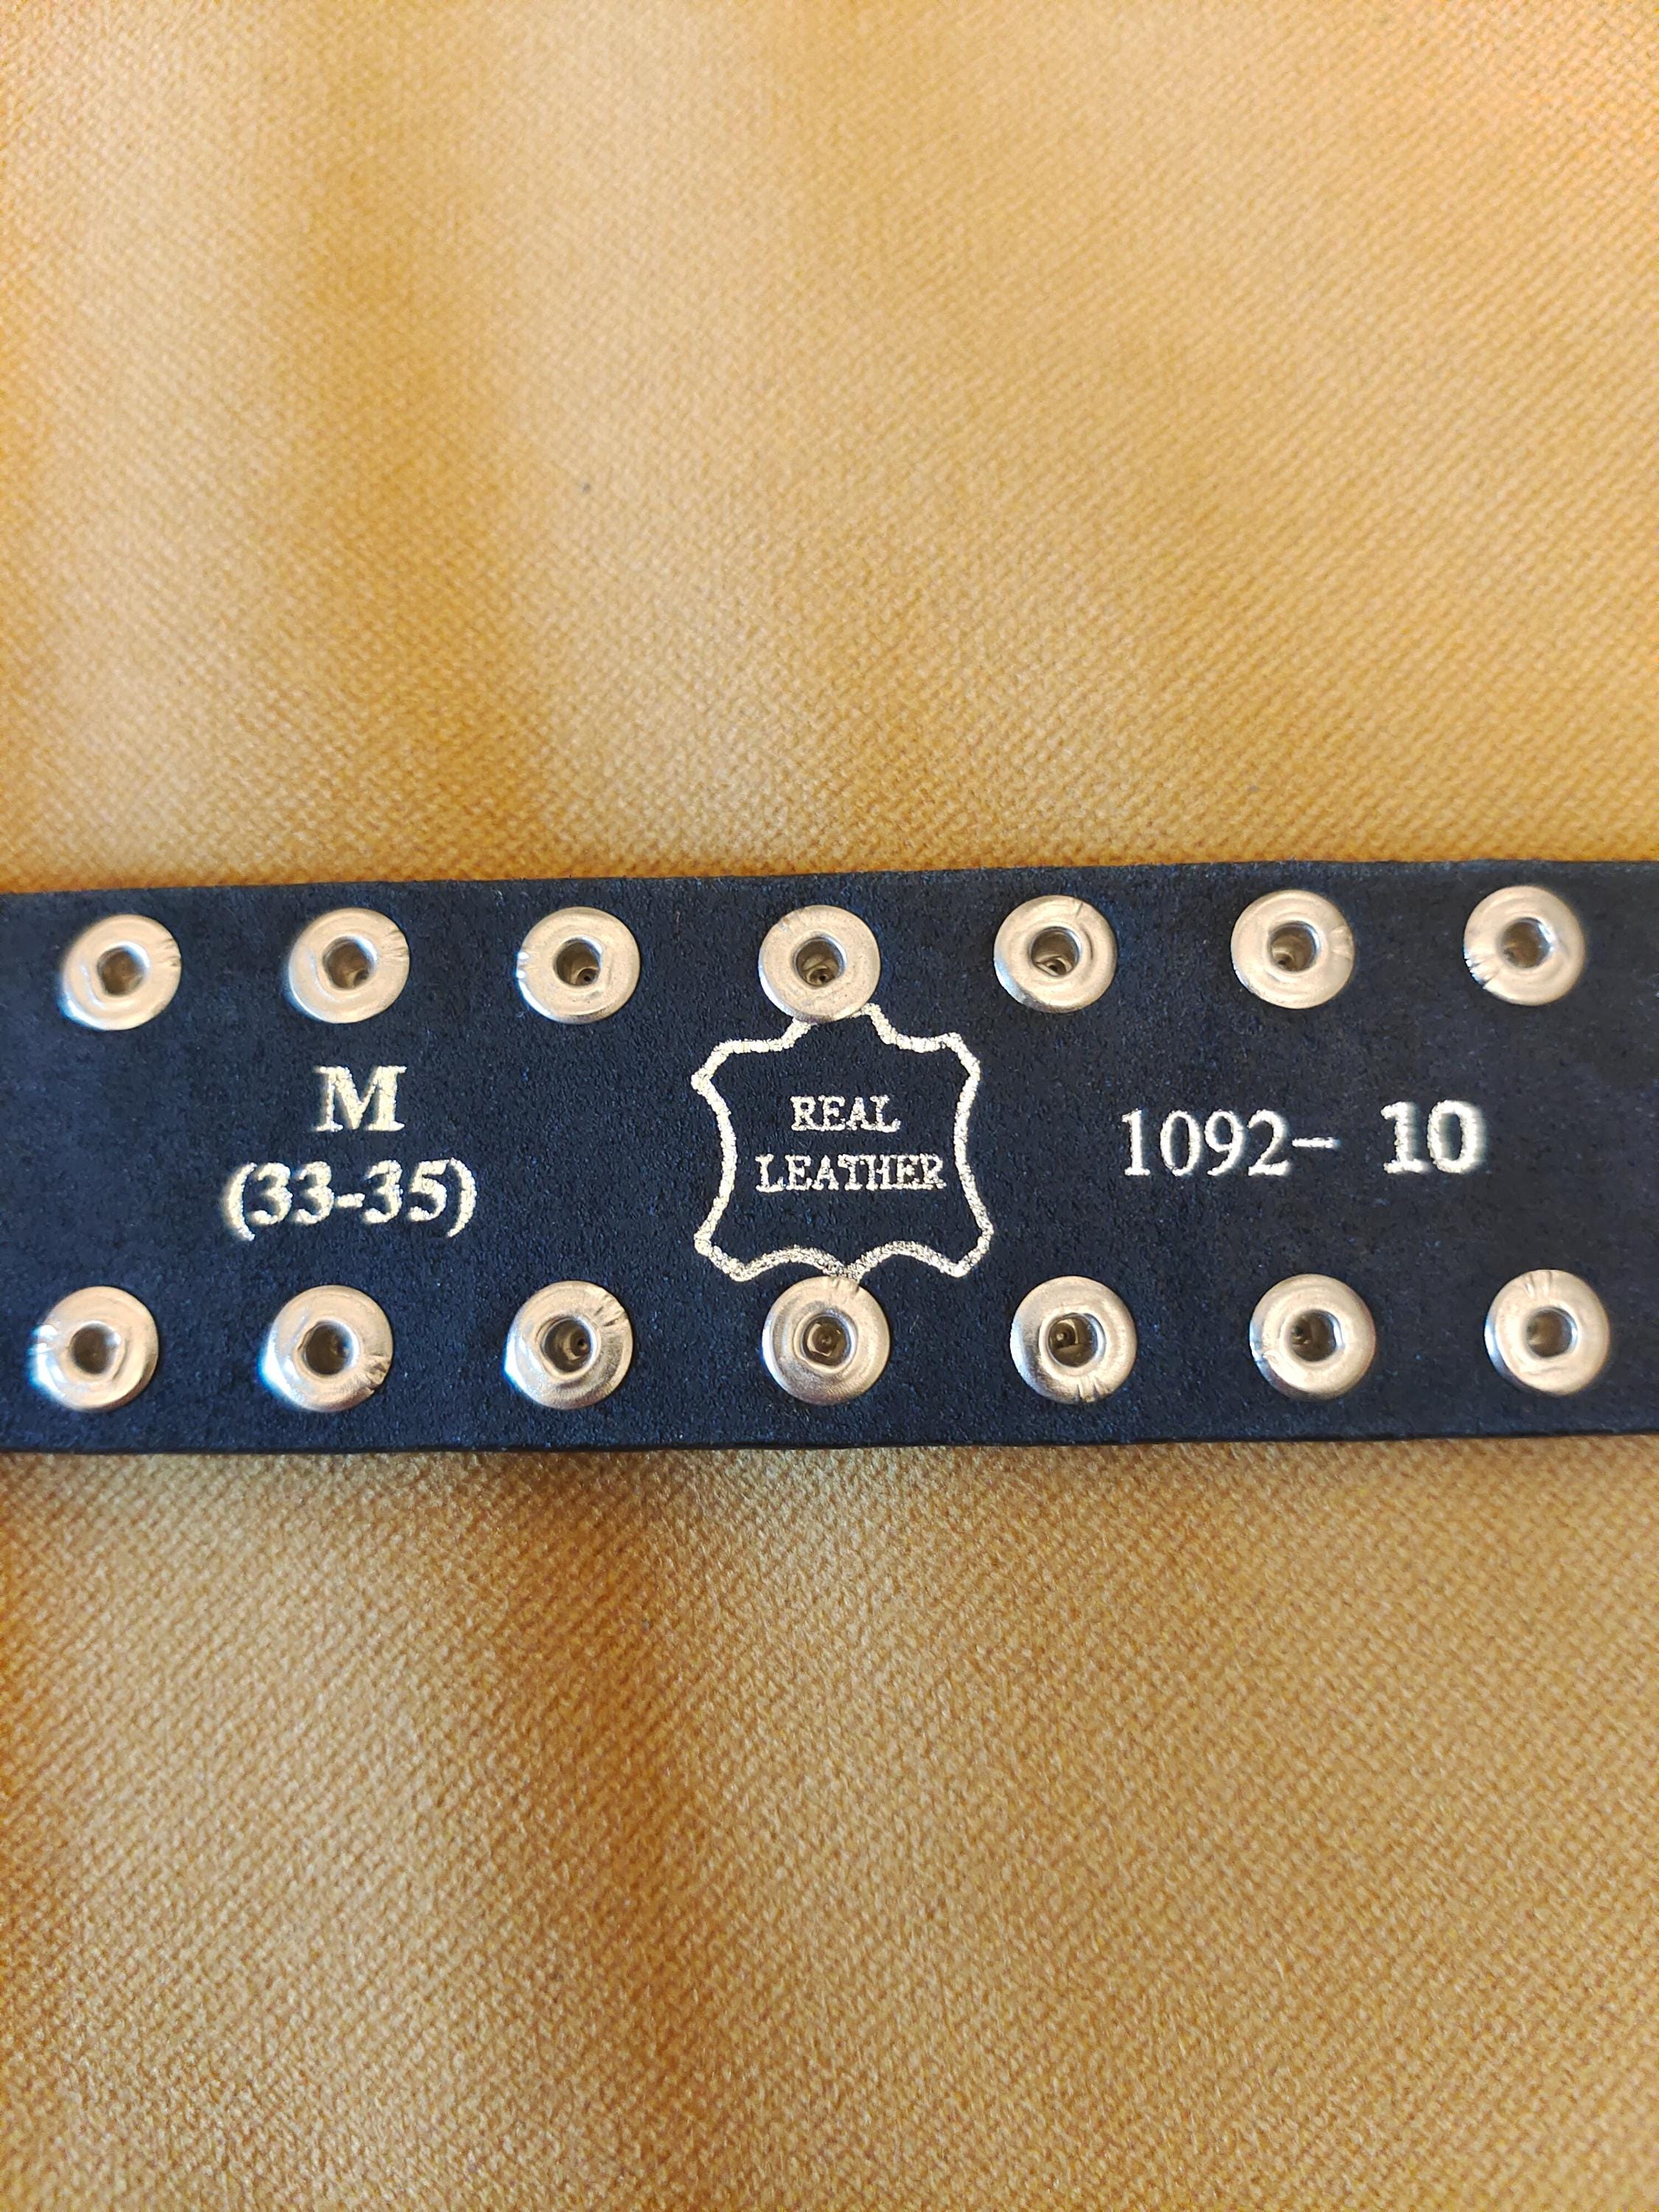 M
(33-35)
REAL
LEATHER
1092- 10